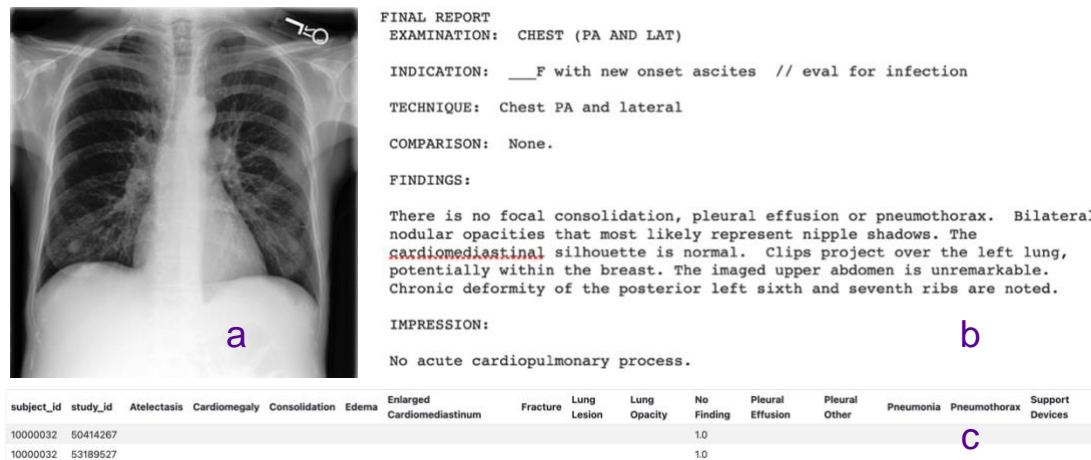 FINAL REPORT
EXAMINATION: CHEST (PA AND LAT)
INDICATION: ___F with new onset ascites // eval for infection
TECHNIQUE: Chest PA and lateral
COMPARISON: None.
FINDINGS:
There is no focal consolidation, pleural effusion or pneumothorax. Bilateral
nodular opacities that most likely represent nipple shadows. The
cardiomediastinal silhouette is normal. Clips project over the left lung,
potentially within the breast. The imaged upper abdomen is unremarkable.
Chronic deformity of the posterior left sixth and seventh ribs are noted.
IMPRESSION:
No acute cardiopulmonary process.
a
b
subject_id study_id Atelectasis Cardiomegaly Consolidation Edema Enlarged Cardiomediastinum Fracture Lung Lesion Lung Opacity No Finding Pleural Effusion Pleural Other Pneumonia Pneumothorax Support Devices
10000032 50414267 1.0
c
10000032 53189527 1.0